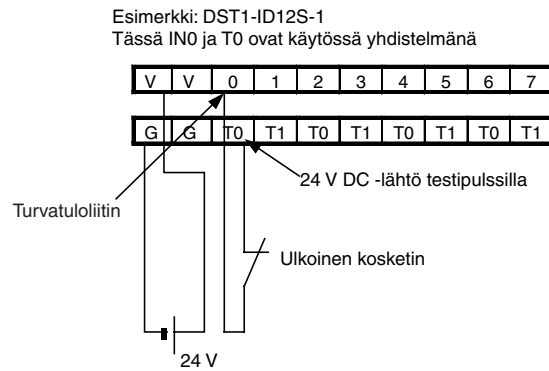 Esimerkki: DST1-ID12S-1
Tässä IN0 ja T0 ovat käytössä yhdistelmänä
V V 0 1 2 3 4 5 6 7
G G T0 T1 T0 T1 T0 T1 T0 T1
24 V DC -lähtö testipulssilla
Turvatuloliitin
Ulkoinen kosketin
24 V